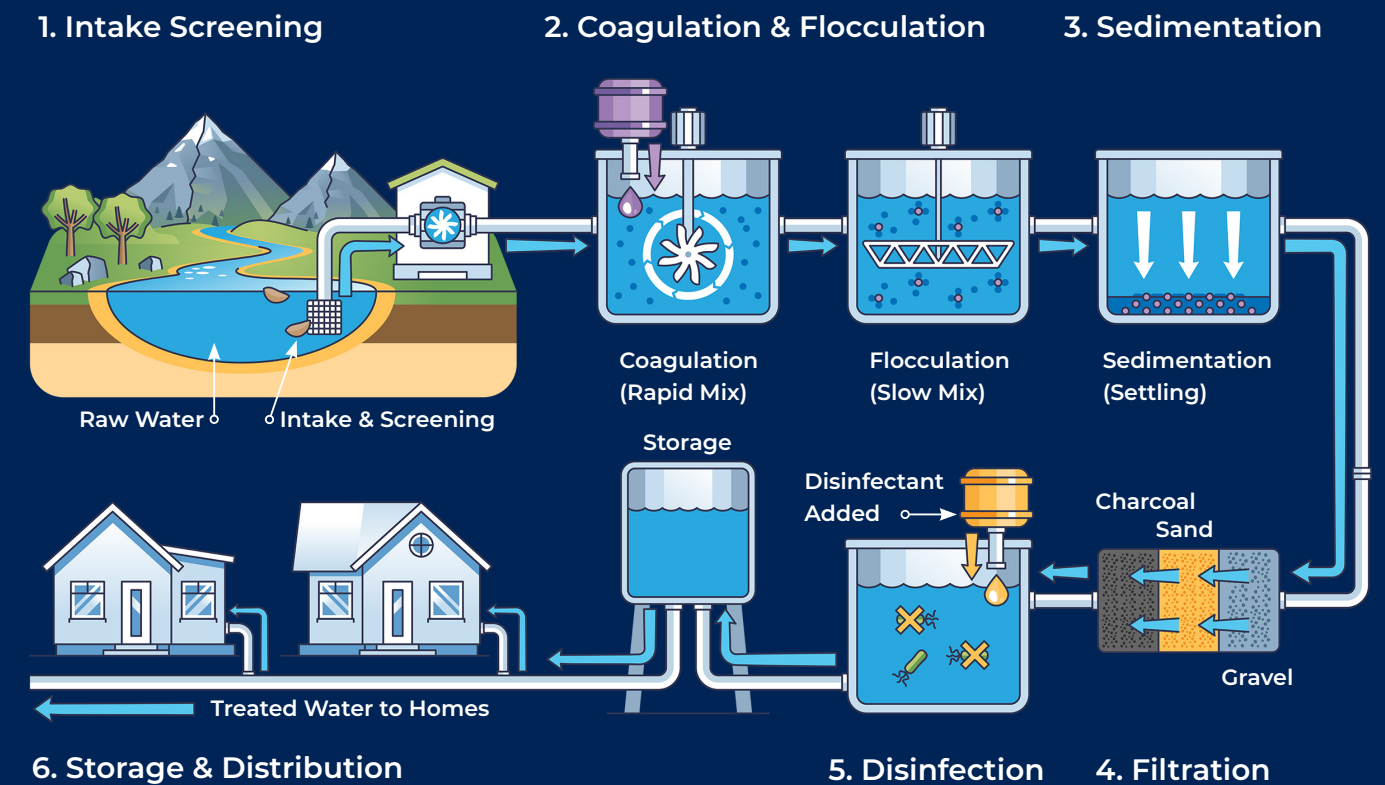 1. Intake Screening
2. Coagulation & Flocculation
3. Sedimentation
Coagulation
(Rapid Mix)
Flocculation
(Slow Mix)
Sedimentation
(Settling)
Raw Water
Intake & Screening
Storage
Disinfectant
Added
Charcoal
Sand
Gravel
Treated Water to Homes
6. Storage & Distribution
5. Disinfection
4. Filtration